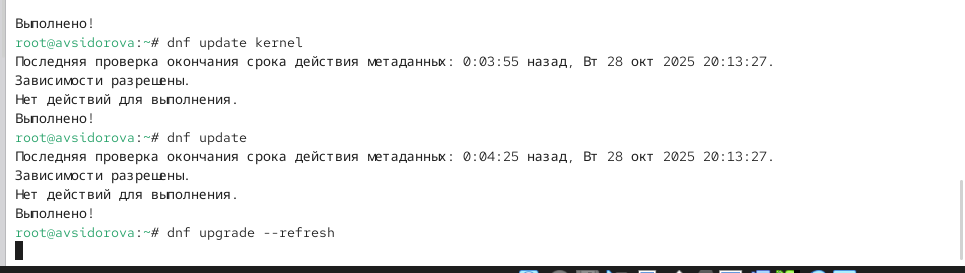 Выполнено!
root@avsidorova:~# dnf update kernel
Последняя проверка окончания срока действия метаданных: 0:03:55 назад, Вт 28 окт 2025 20:13:27.
Зависимости разрешены.
Нет действий для выполнения.
Выполнено!
root@avsidorova:~# dnf update
Последняя проверка окончания срока действия метаданных: 0:04:25 назад, Вт 28 окт 2025 20:13:27.
Зависимости разрешены.
Нет действий для выполнения.
Выполнено!
root@avsidorova:~# dnf upgrade --refresh